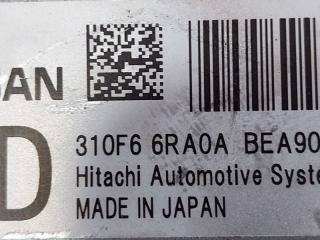 SAN
D
310F6 6RA0A BEA90
Hitachi Automotive Syste
MADE IN JAPAN